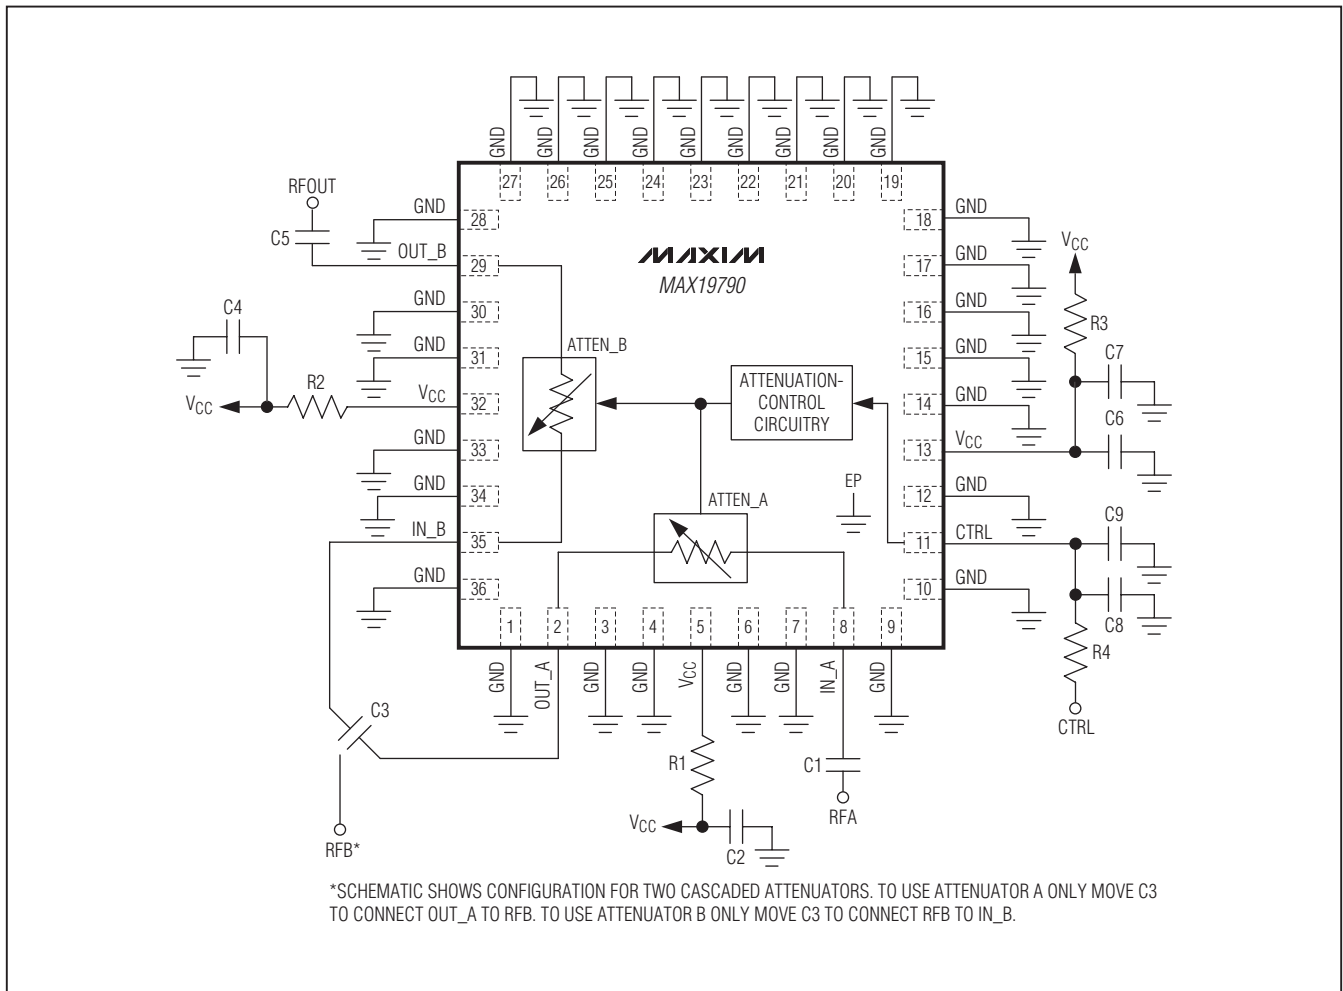 GND GND GND GND GND GND GND GND GND
27 26 25 24 23 22 21 20 19
RFOUT
C5
GND
28
OUT_B
29
GND
30
GND
31
C4
R2
VCC
VCC
32
GND
33
GND
34
IN_B
35
GND
36
MAXIM
MAX19790
ATTEN_B
ATTENUATION-
CONTROL
CIRCUITRY
EP
ATTEN_A
18
GND
17
GND
16
GND
15
GND
14
GND
13
VCC
12
GND
11
CTRL
10
GND
VCC
R3
C7
C6
C9
C8
R4
CTRL
1 2 3 4 5 6 7 8 9
GND OUT_A GND GND VCC GND GND IN_A GND
C3
RFB*
R1
VCC
C2
C1
RFA
*SCHEMATIC SHOWS CONFIGURATION FOR TWO CASCADED ATTENUATORS. TO USE ATTENUATOR A ONLY MOVE C3
TO CONNECT OUT_A TO RFB. TO USE ATTENUATOR B ONLY MOVE C3 TO CONNECT RFB TO IN_B.